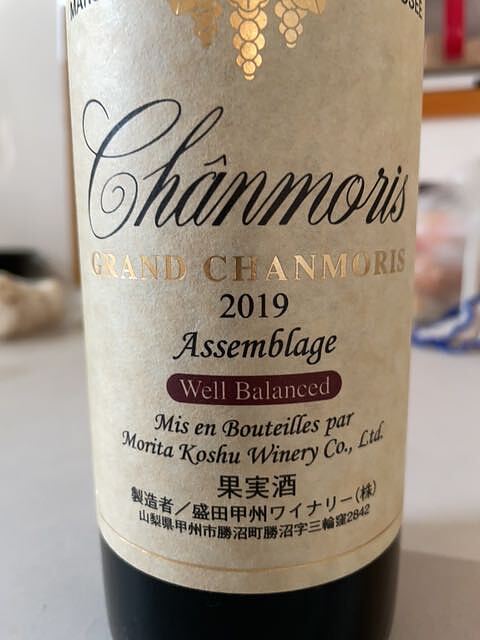 Chânmoris
GRAND CHANMORIS
2019
Assemblage
Well Balanced
Mis en Bouteilles par
Morita Koshu Winery Co., Ltd.
果実酒
製造者/盛田甲州ワイナリー(株)
山梨県甲州市勝沼町勝沼字三輪窪2842